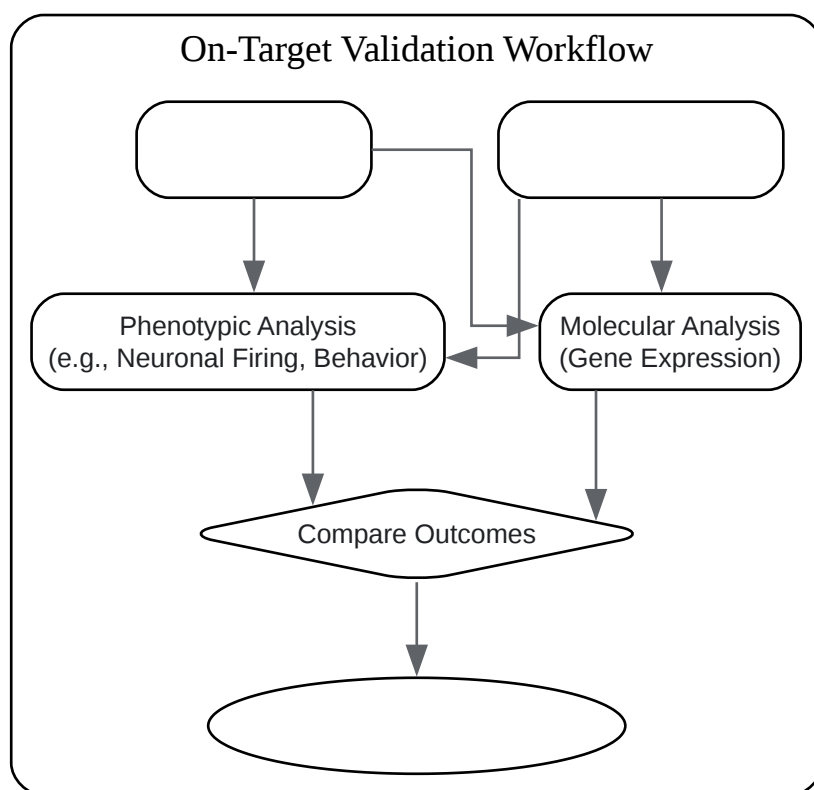 On-Target Validation Workflow
Phenotypic Analysis
(e.g., Neuronal Firing, Behavior)
Molecular Analysis
(Gene Expression)
Compare Outcomes